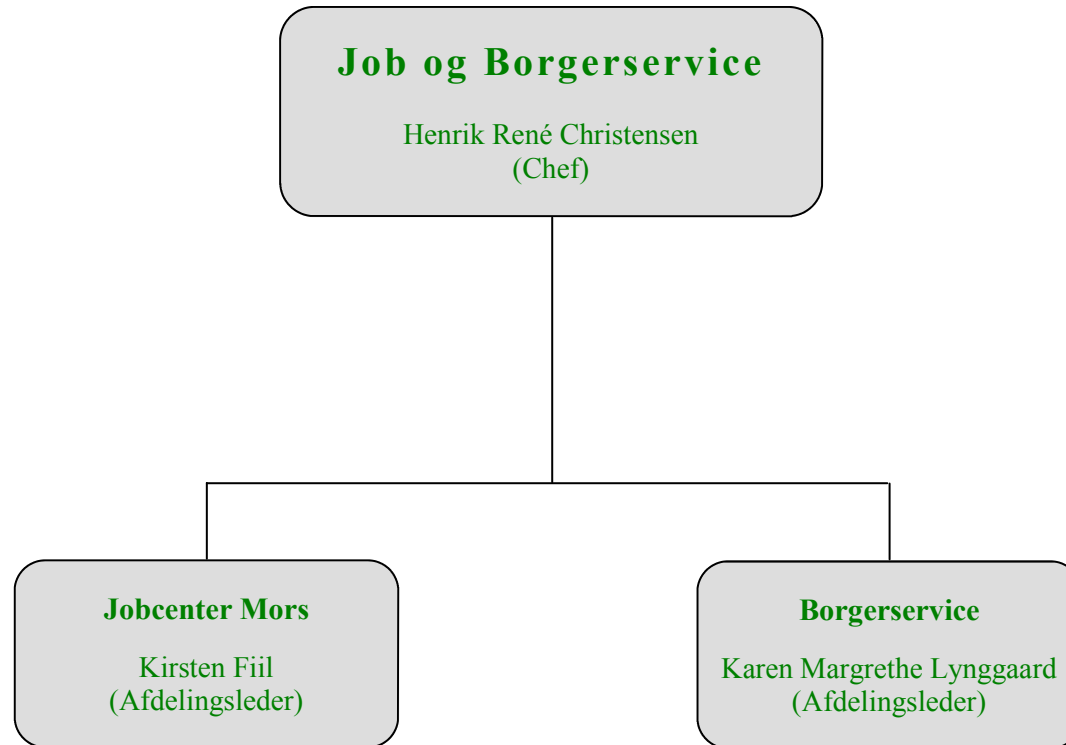 Job og Borgerservice
Henrik René Christensen
(Chef)
Jobcenter Mors
Kirsten Fiil
(Afdelingsleder)
Borgerservice
Karen Margrethe Lynggaard
(Afdelingsleder)